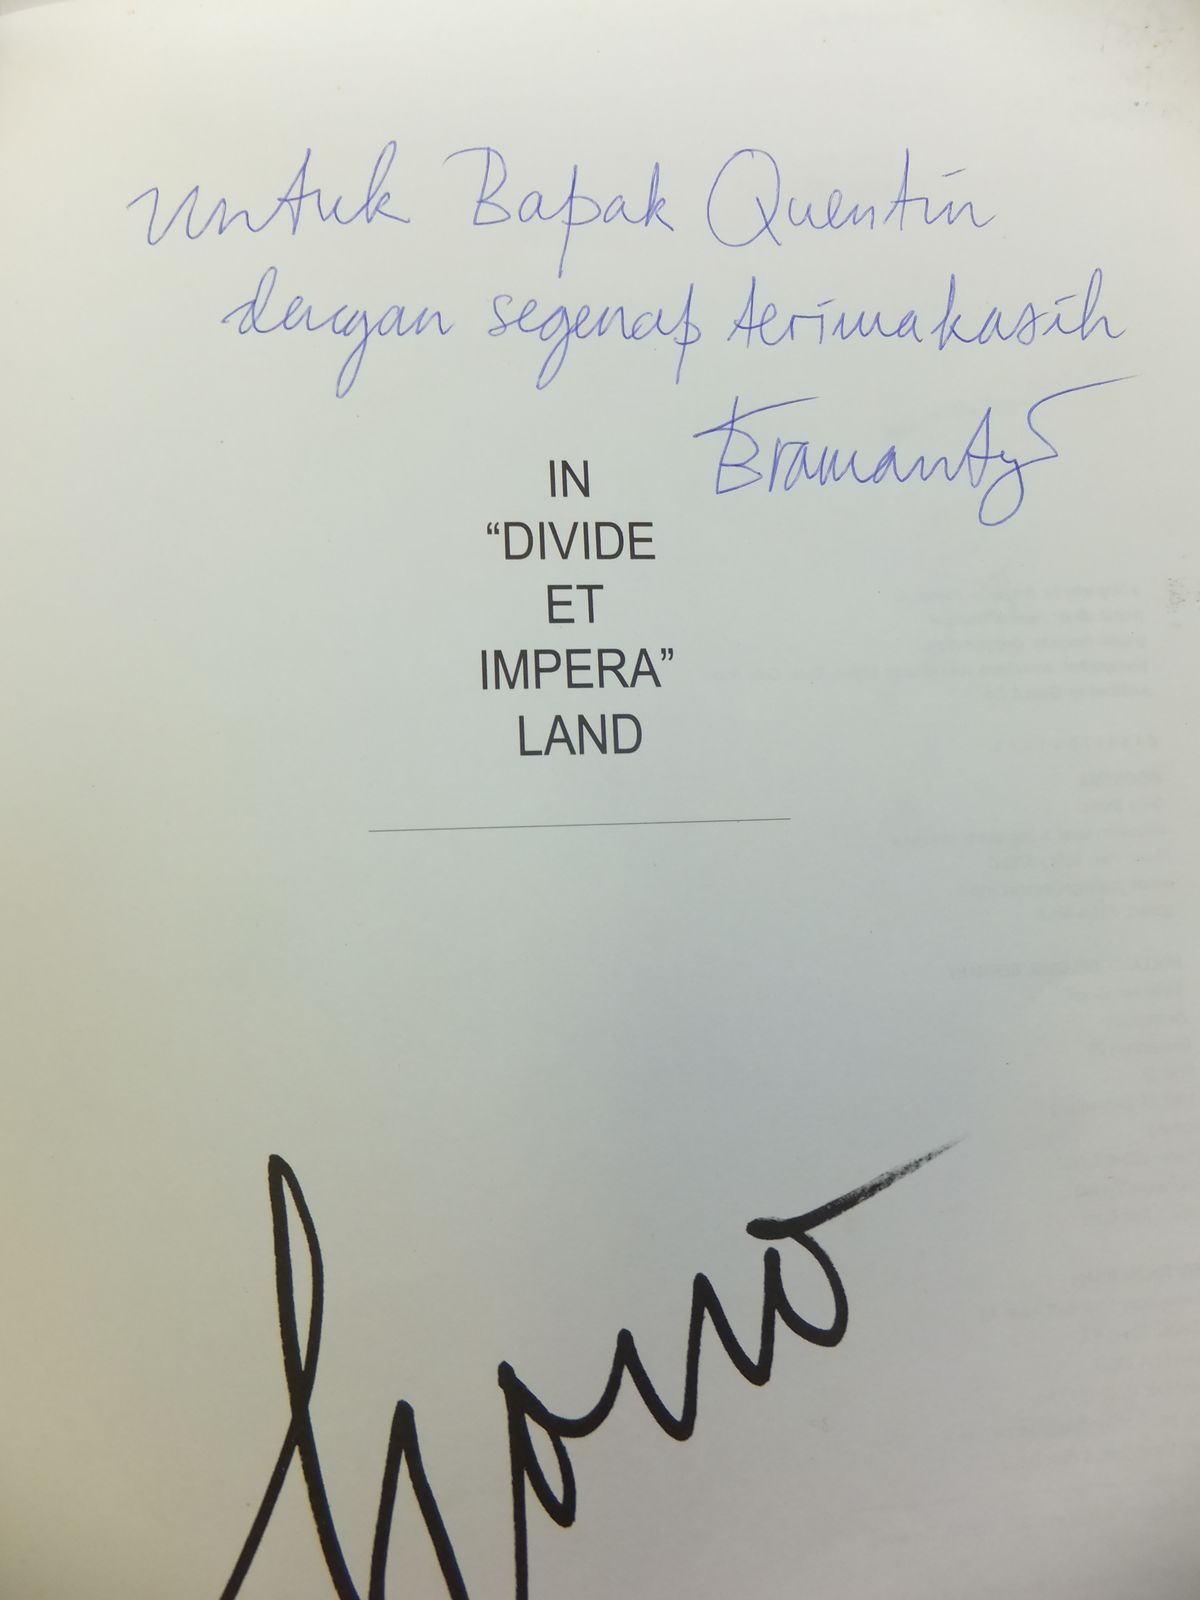 untuk Bapak Quentin
dengan segenap terimakasih
Bramantyo
IN
“DIVIDE
ET
IMPERA”
LAND